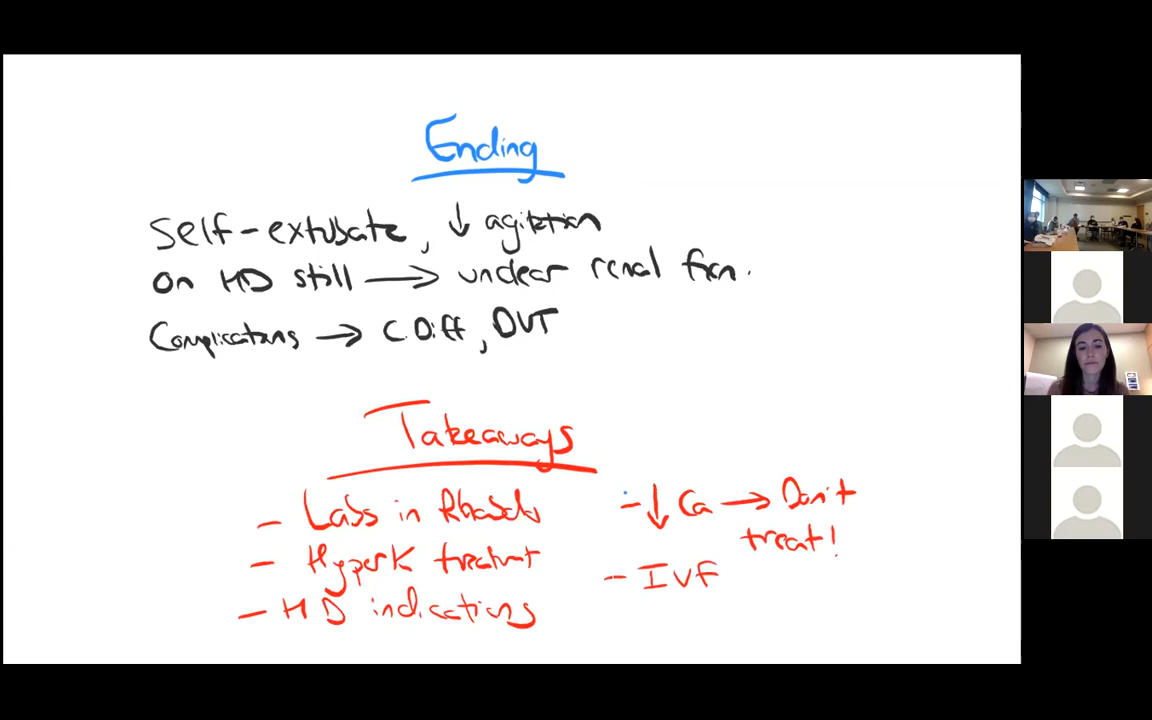 Ending
Self-extubate, ↓ agitation
On HD still → unclear renal fxn.
Complications → C. Diff, DVT
Takeaways
- Labs in Rhabdo
- HyperK treatment
- HD indications
- ↓ Ca → Don't
treat!
- IVF